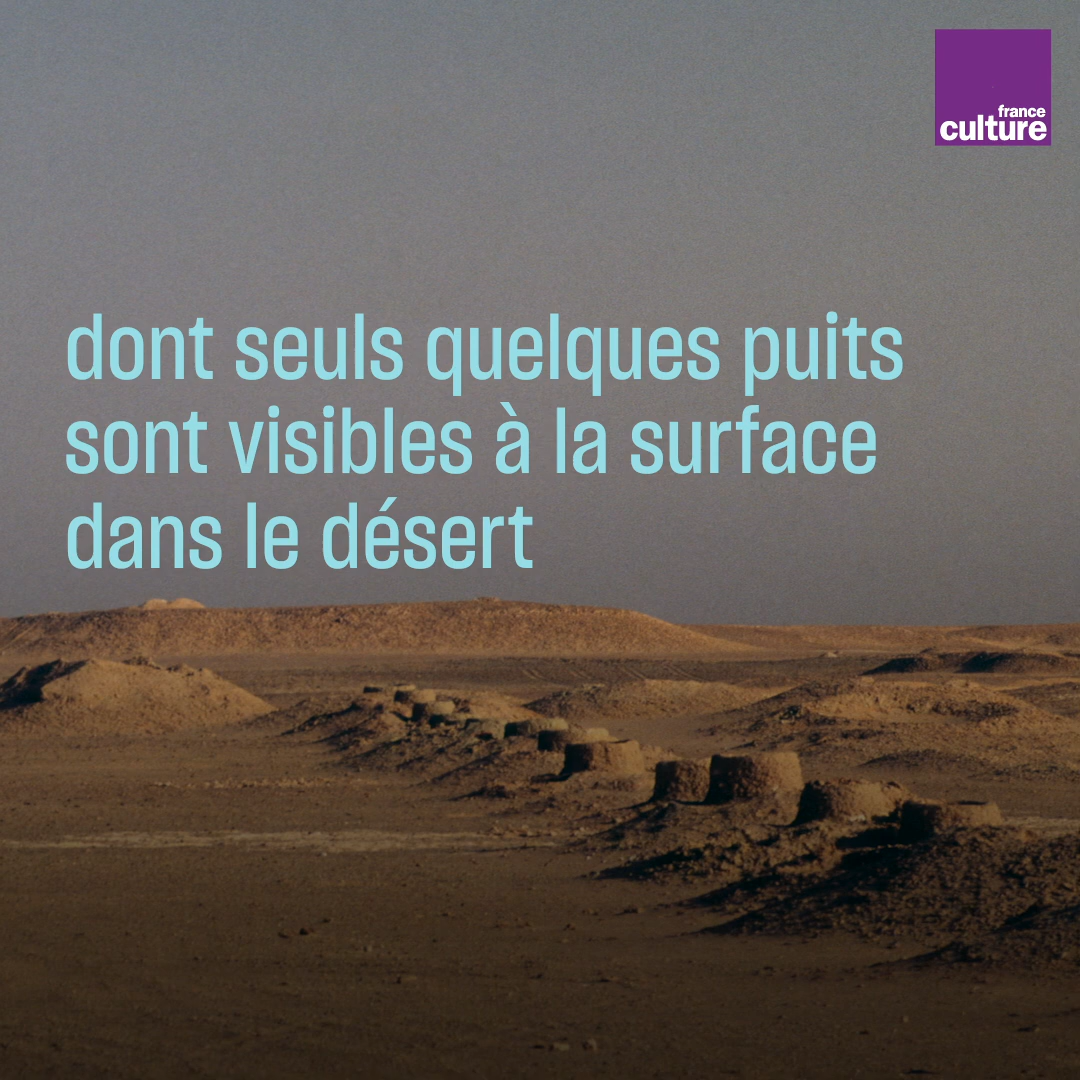 france
culture
dont seuls quelques puits
sont visibles à la surface
dans le désert